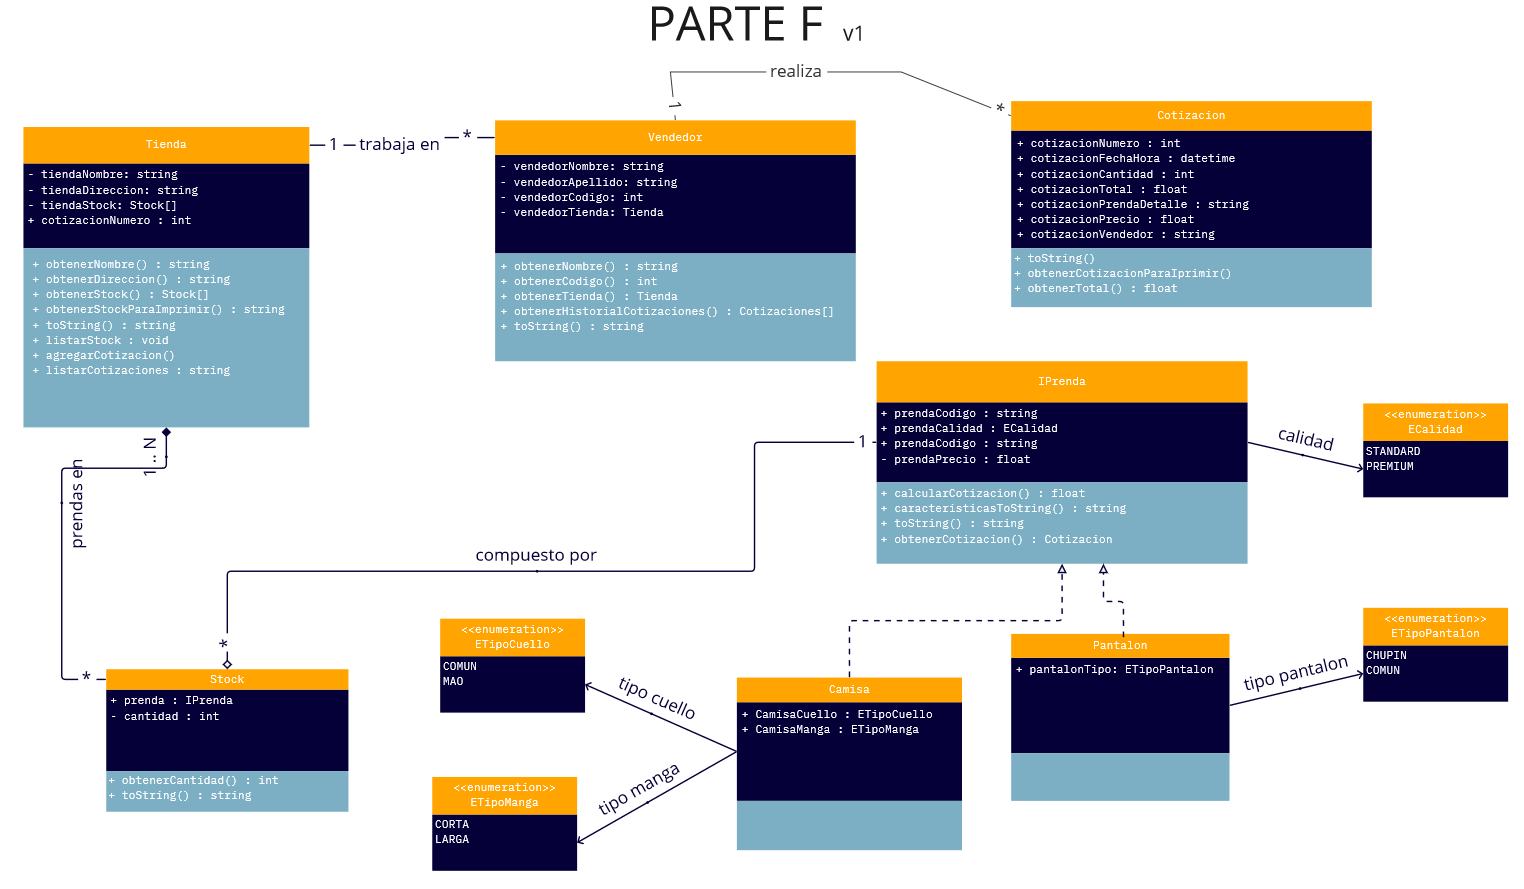 PARTE F v1
realiza
1
*
Tienda
- tiendaNombre: string
- tiendaDireccion: string
- tiendaStock: Stock[]
+ cotizacionNumero : int
+ obtenerNombre() : string
+ obtenerDireccion() : string
+ obtenerStock() : Stock[]
+ obtenerStockParaImprimir() : string
+ toString() : string
+ listarStock : void
+ agregarCotizacion()
+ listarCotizaciones : string
1
trabaja en
*
Vendedor
- vendedorNombre: string
- vendedorApellido: string
- vendedorCodigo: int
- vendedorTienda: Tienda
+ obtenerNombre() : string
+ obtenerCodigo() : int
+ obtenerTienda() : Tienda
+ obtenerHistorialCotizaciones() : Cotizaciones[]
+ toString() : string
Cotizacion
+ cotizacionNumero : int
+ cotizacionFechaHora : datetime
+ cotizacionCantidad : int
+ cotizacionTotal : float
+ cotizacionPrendaDetalle : string
+ cotizacionPrecio : float
+ cotizacionVendedor : string
+ toString()
+ obtenerCotizacionParaIprimir()
+ obtenerTotal() : float
IPrenda
+ prendaCodigo : string
+ prendaCalidad : ECalidad
+ prendaCodigo : string
- prendaPrecio : float
+ calcularCotizacion() : float
+ caracteristicasToString() : string
+ toString() : string
+ obtenerCotizacion() : Cotizacion
calidad
<<enumeration>>
ECalidad
STANDARD
PREMIUM
1
compuesto por
*
1...N
prendas en
*
Stock
+ prenda : IPrenda
- cantidad : int
+ obtenerCantidad() : int
+ toString() : string
<<enumeration>>
ETipoCuello
COMUN
MAO
tipo cuello
<<enumeration>>
ETipoManga
CORTA
LARGA
tipo manga
Camisa
+ CamisaCuello : ETipoCuello
+ CamisaManga : ETipoManga
Pantalon
+ pantalonTipo: ETipoPantalon
tipo pantalon
<<enumeration>>
ETipoPantalon
CHUPIN
COMUN